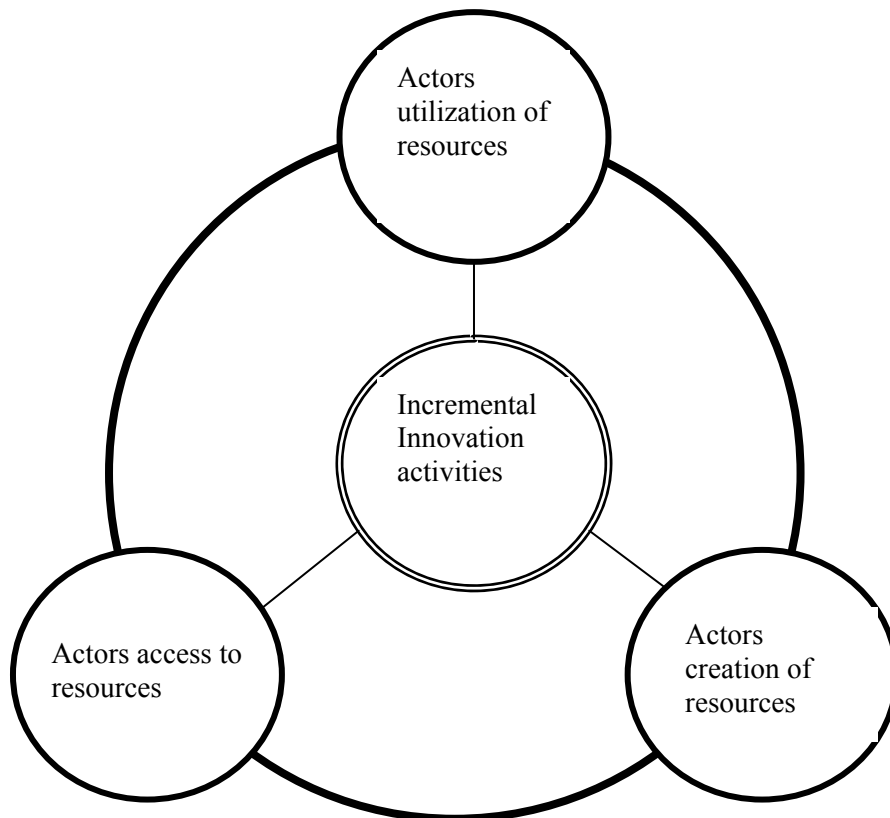 Actors
utilization of
resources
Incremental
Innovation
activities
Actors access to
resources
Actors
creation of
resources